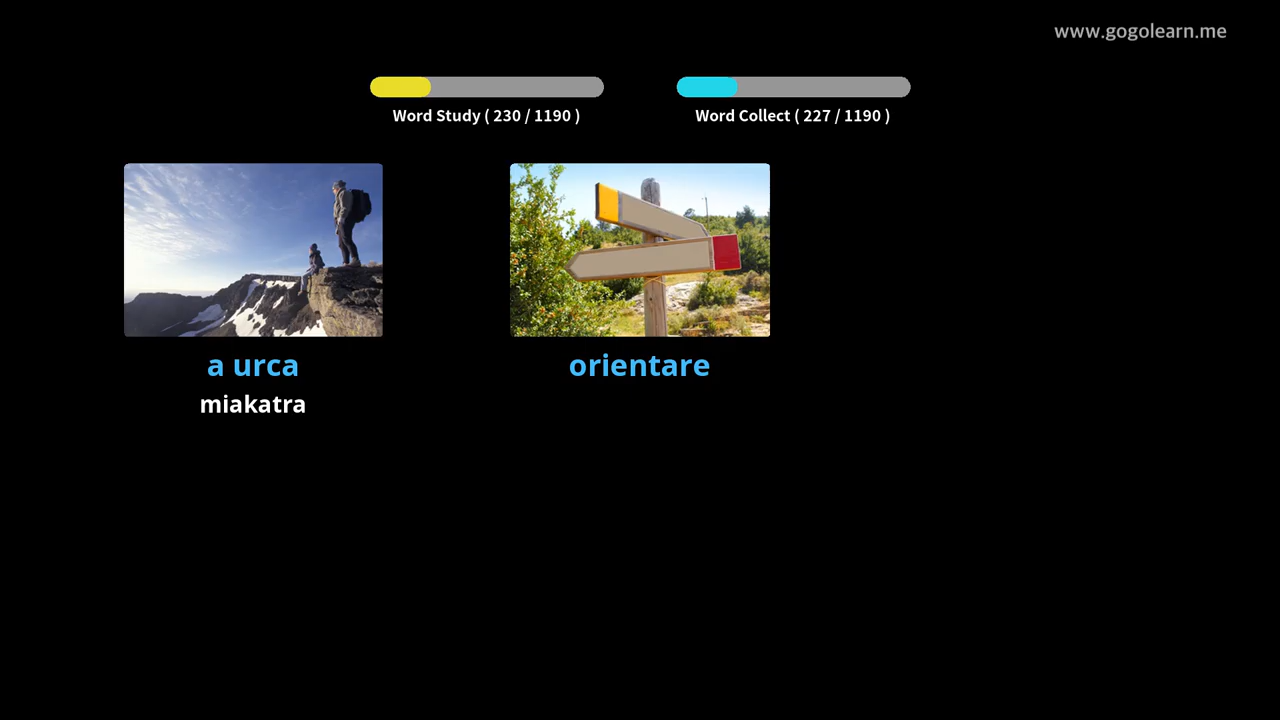 www.gogolearn.me
Word Study ( 230 / 1190 )
Word Collect ( 227 / 1190 )
a urca
miakatra
orientare